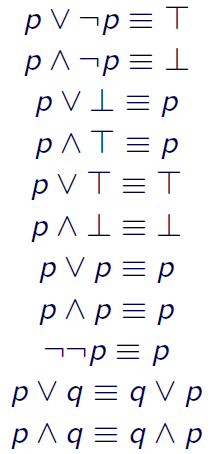 p ∨ ¬p ≡ ⊤
p ∧ ¬p ≡ ⊥
p ∨ ⊥ ≡ p
p ∧ ⊤ ≡ p
p ∨ ⊤ ≡ ⊤
p ∧ ⊥ ≡ ⊥
p ∨ p ≡ p
p ∧ p ≡ p
¬¬p ≡ p
p ∨ q ≡ q ∨ p
p ∧ q ≡ q ∧ p